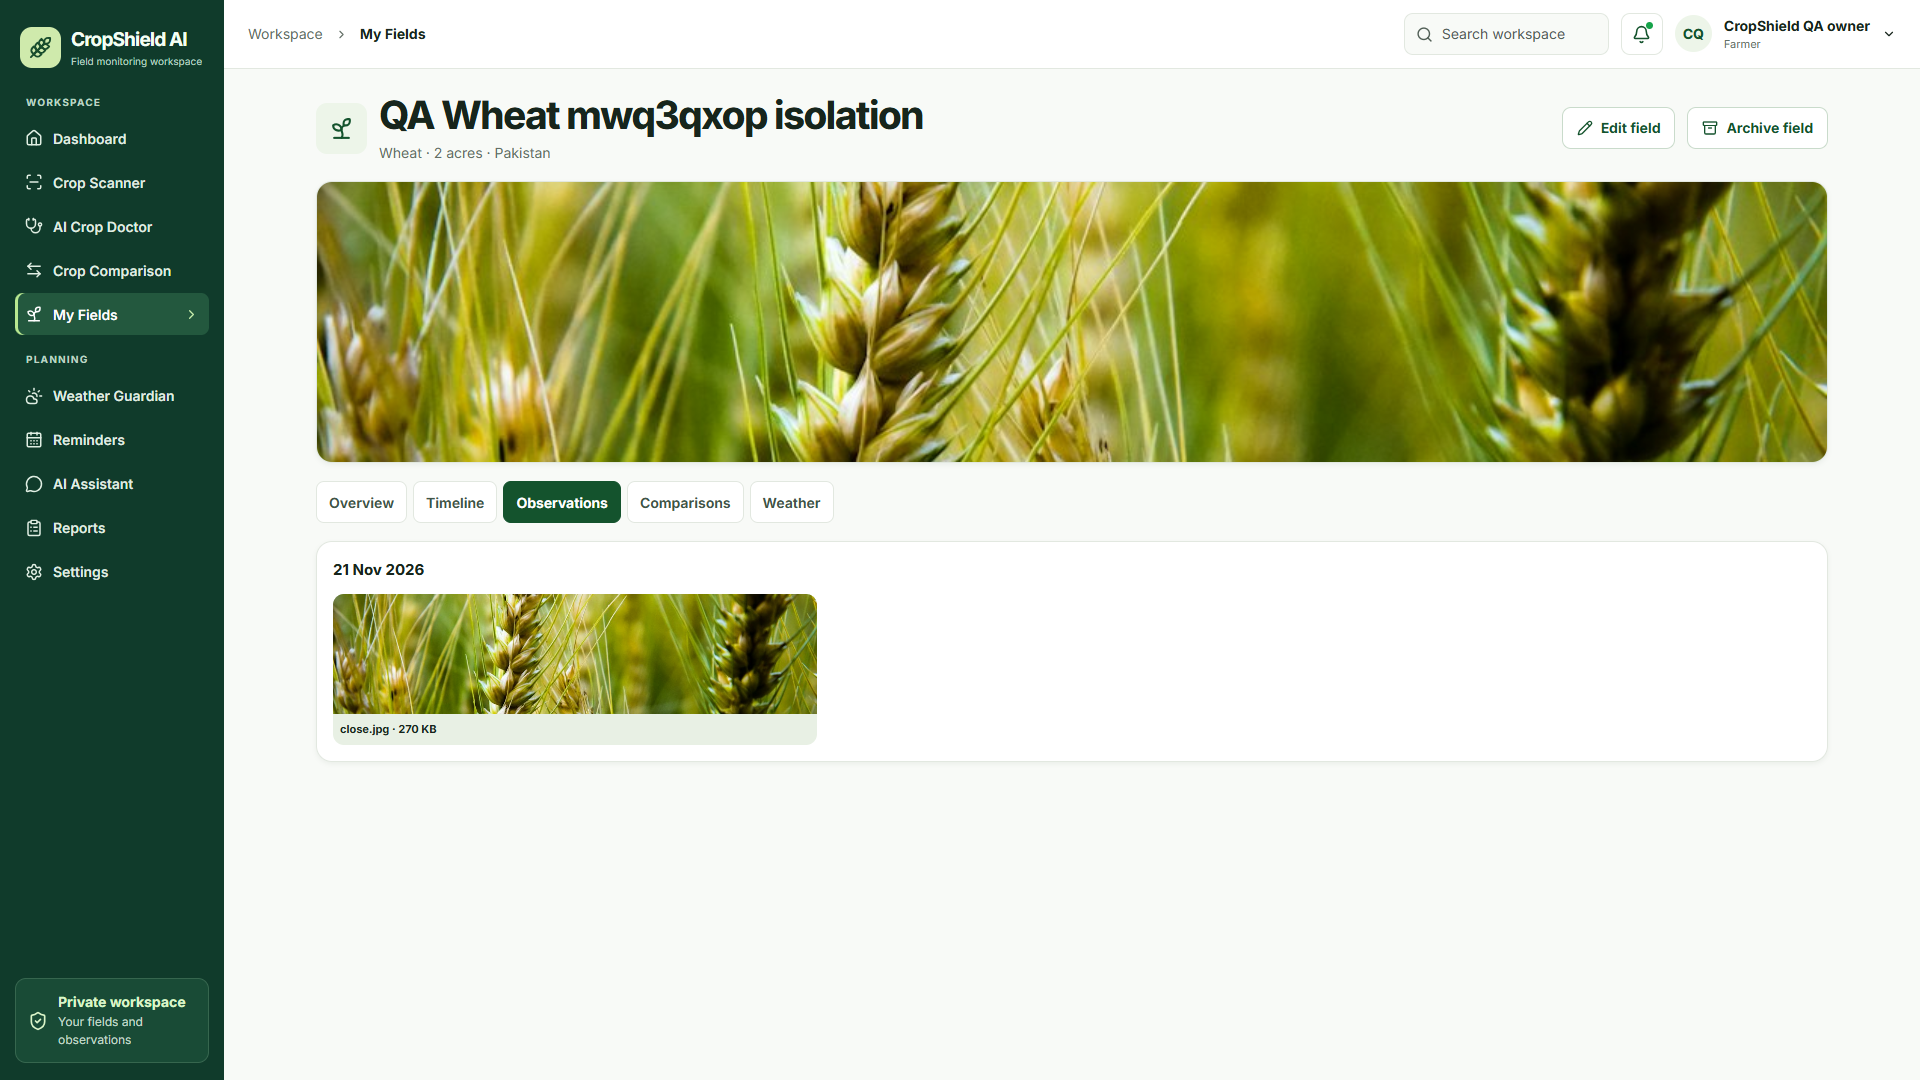 CropShield AI
Field monitoring workspace
WORKSPACE
Dashboard
Crop Scanner
AI Crop Doctor
Crop Comparison
My Fields
PLANNING
Weather Guardian
Reminders
AI Assistant
Reports
Settings
Private workspace
Your fields and
observations
Workspace
My Fields
Search workspace
CQ
CropShield QA owner
Farmer
QA Wheat mwq3qxop isolation
Wheat · 2 acres · Pakistan
Edit field
Archive field
Overview
Timeline
Observations
Comparisons
Weather
21 Nov 2026
close.jpg · 270 KB